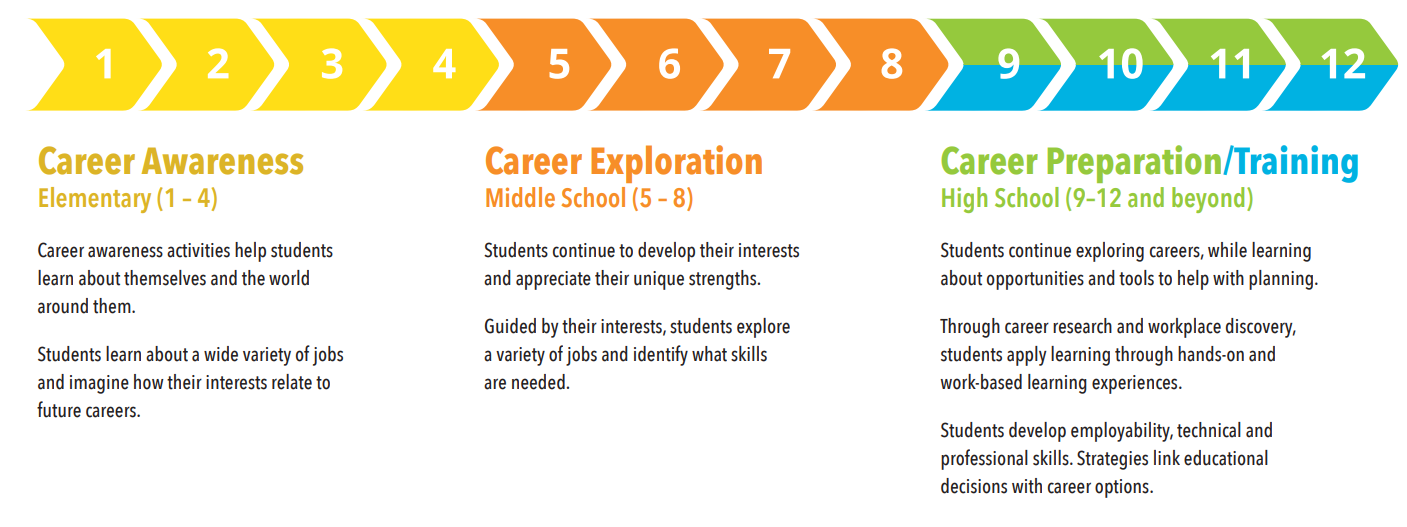 1 2 3 4 5 6 7 8 9 10 11 12
Career Awareness
Elementary (1 – 4)
Career awareness activities help students
learn about themselves and the world
around them.
Students learn about a wide variety of jobs
and imagine how their interests relate to
future careers.
Career Exploration
Middle School (5 – 8)
Students continue to develop their interests
and appreciate their unique strengths.
Guided by their interests, students explore
a variety of jobs and identify what skills
are needed.
Career Preparation/Training
High School (9–12 and beyond)
Students continue exploring careers, while learning
about opportunities and tools to help with planning.
Through career research and workplace discovery,
students apply learning through hands-on and
work-based learning experiences.
Students develop employability, technical and
professional skills. Strategies link educational
decisions with career options.